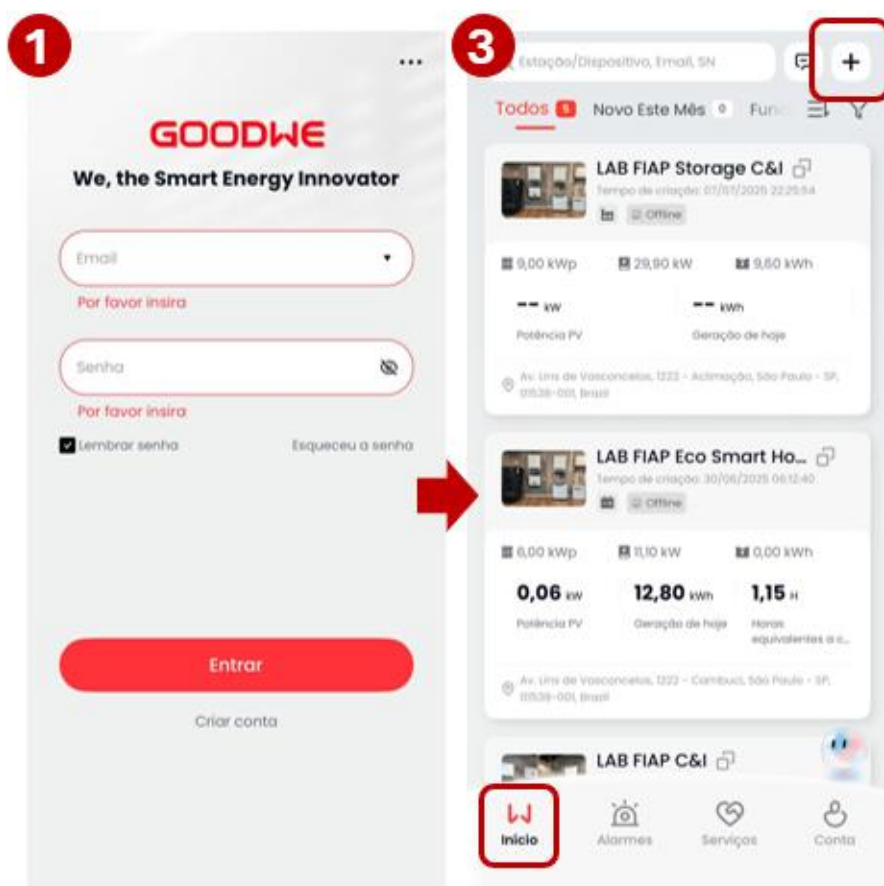 1
...
GOODWE
We, the Smart Energy Innovator
Email
Por favor insira
Senha
Por favor insira
Lembrar senha
Esqueceu a senha
Entrar
Criar conta
3
Estação/Dispositivo, Email, SN
+
Todos 5 Novo Este Mês 0 Func
LAB FIAP Storage C&I
Tempo de criação: 07/07/2025 22:25:54
Offline
9,00 kWp 29,90 kW 9,60 kWh
-- kW -- kWh
Potência PV Geração de hoje
Av. Lins de Vasconcelos, 1222 - Aclimação, São Paulo - SP,
01538-001, Brazil
LAB FIAP Eco Smart Ho...
Tempo de criação: 30/06/2025 06:12:40
Offline
6,00 kWp 11,10 kW 0,00 kWh
0,06 kW 12,80 kWh 1,15 H
Potência PV Geração de hoje Horas
equivalentes a c...
Av. Lins de Vasconcelos, 1222 - Cambuci, São Paulo - SP,
01538-001, Brazil
LAB FIAP C&I
Início Alarmes Serviços Conta